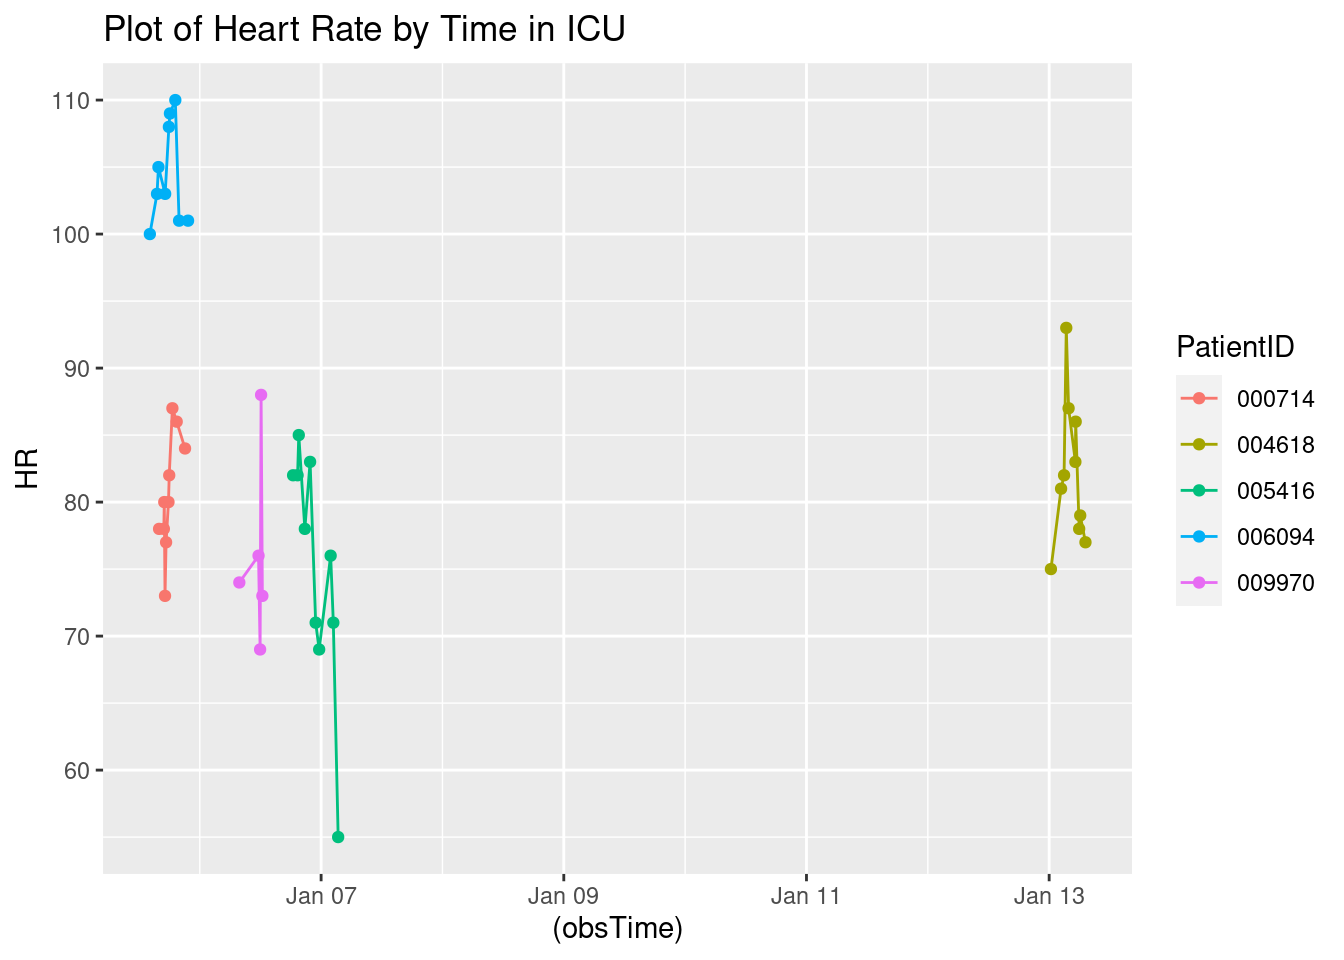 Plot of Heart Rate by Time in ICU
110
100
90
80
70
60
HR
Jan 07
Jan 09
Jan 11
Jan 13
(obsTime)
PatientID
000714
004618
005416
006094
009970